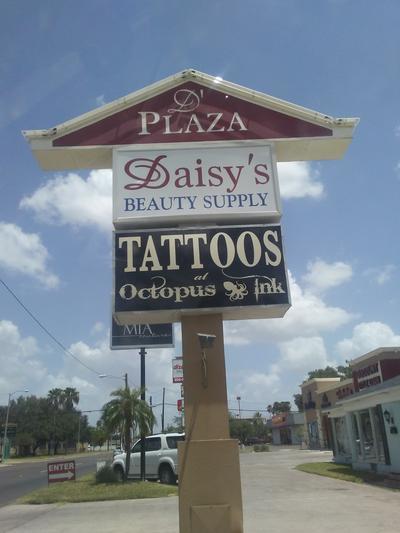 D'
PLAZA
Daisy's
BEAUTY SUPPLY
TATTOOS
at
Octopus Ink
MIA
ENTER